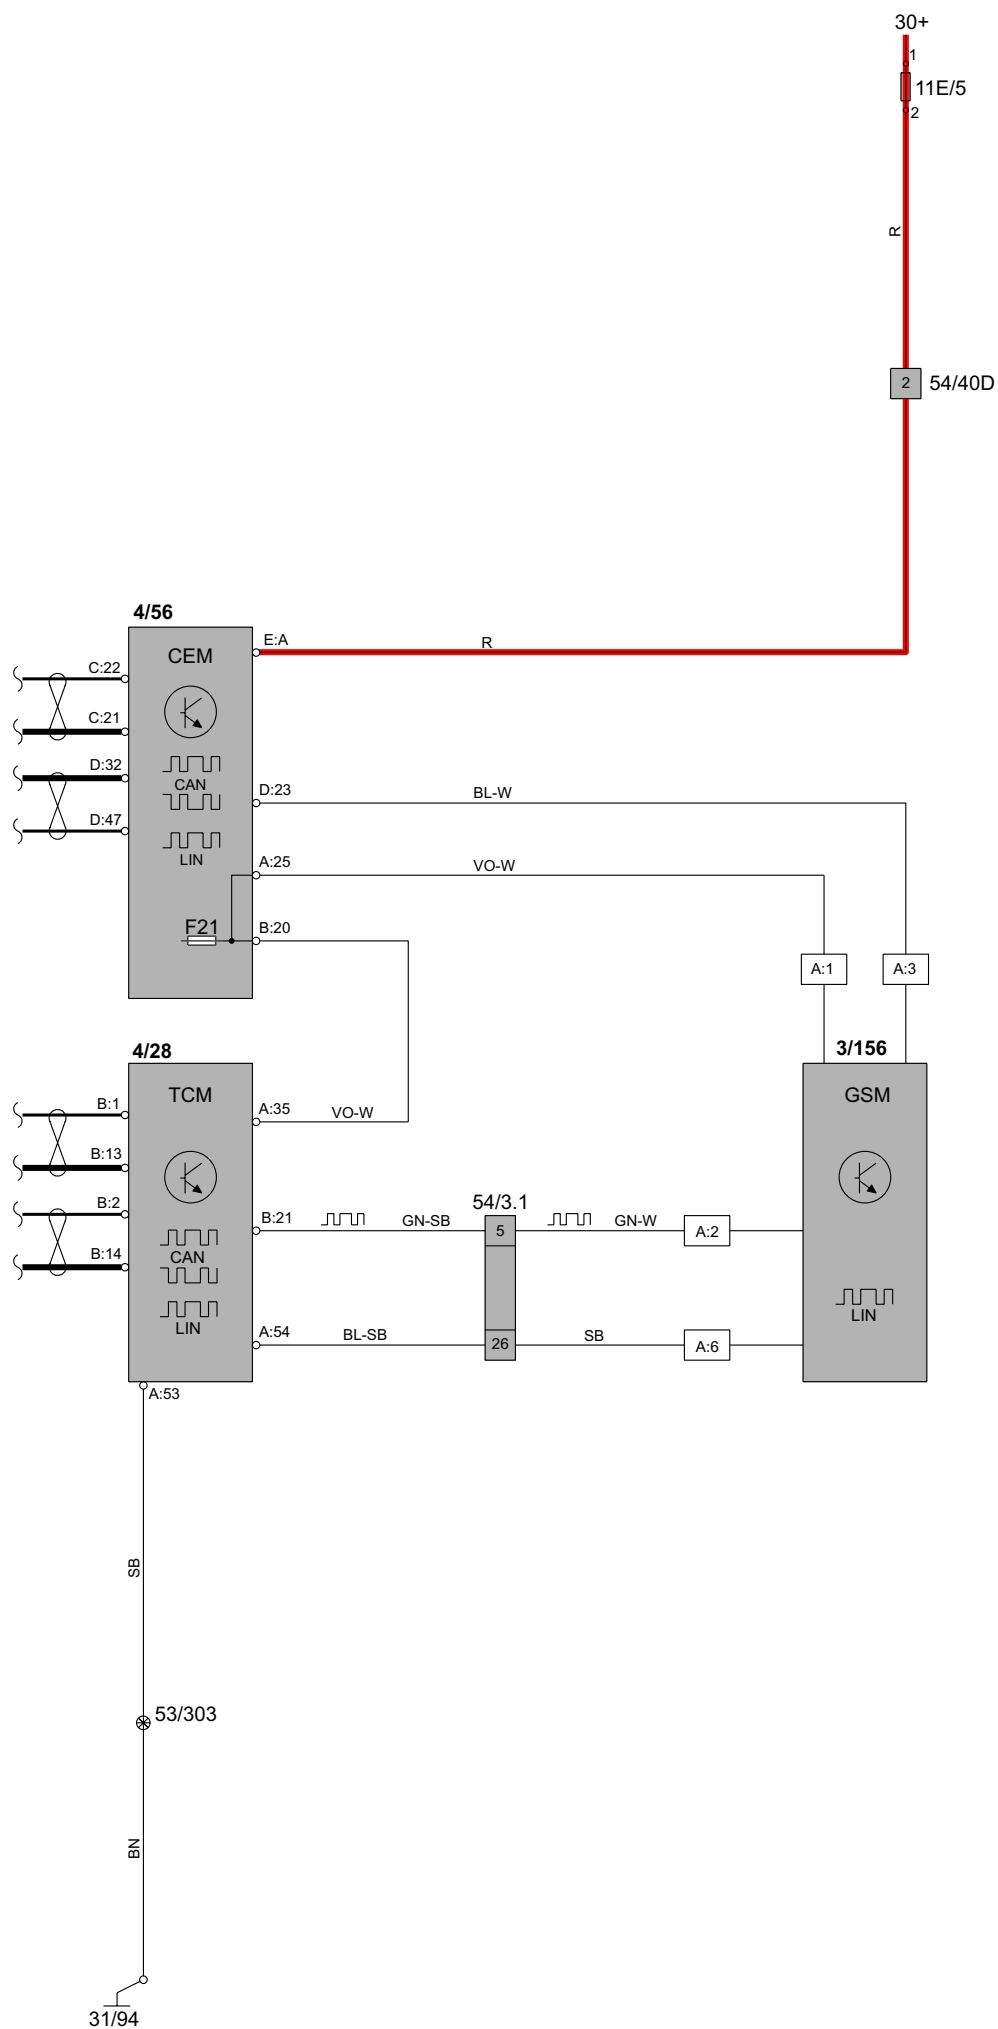 30+
1
11E/5
2
R
2
54/40D
4/56
CEM
E:A
R
C:22
C:21
D:32
CAN
D:23
BL-W
D:47
LIN
A:25
VO-W
F21
B:20
A:1
A:3
4/28
3/156
TCM
GSM
B:1
A:35
VO-W
B:13
54/3.1
B:2
B:21
GN-SB
5
GN-W
A:2
B:14
CAN
LIN
LIN
A:54
BL-SB
26
SB
A:6
A:53
SB
53/303
BN
31/94